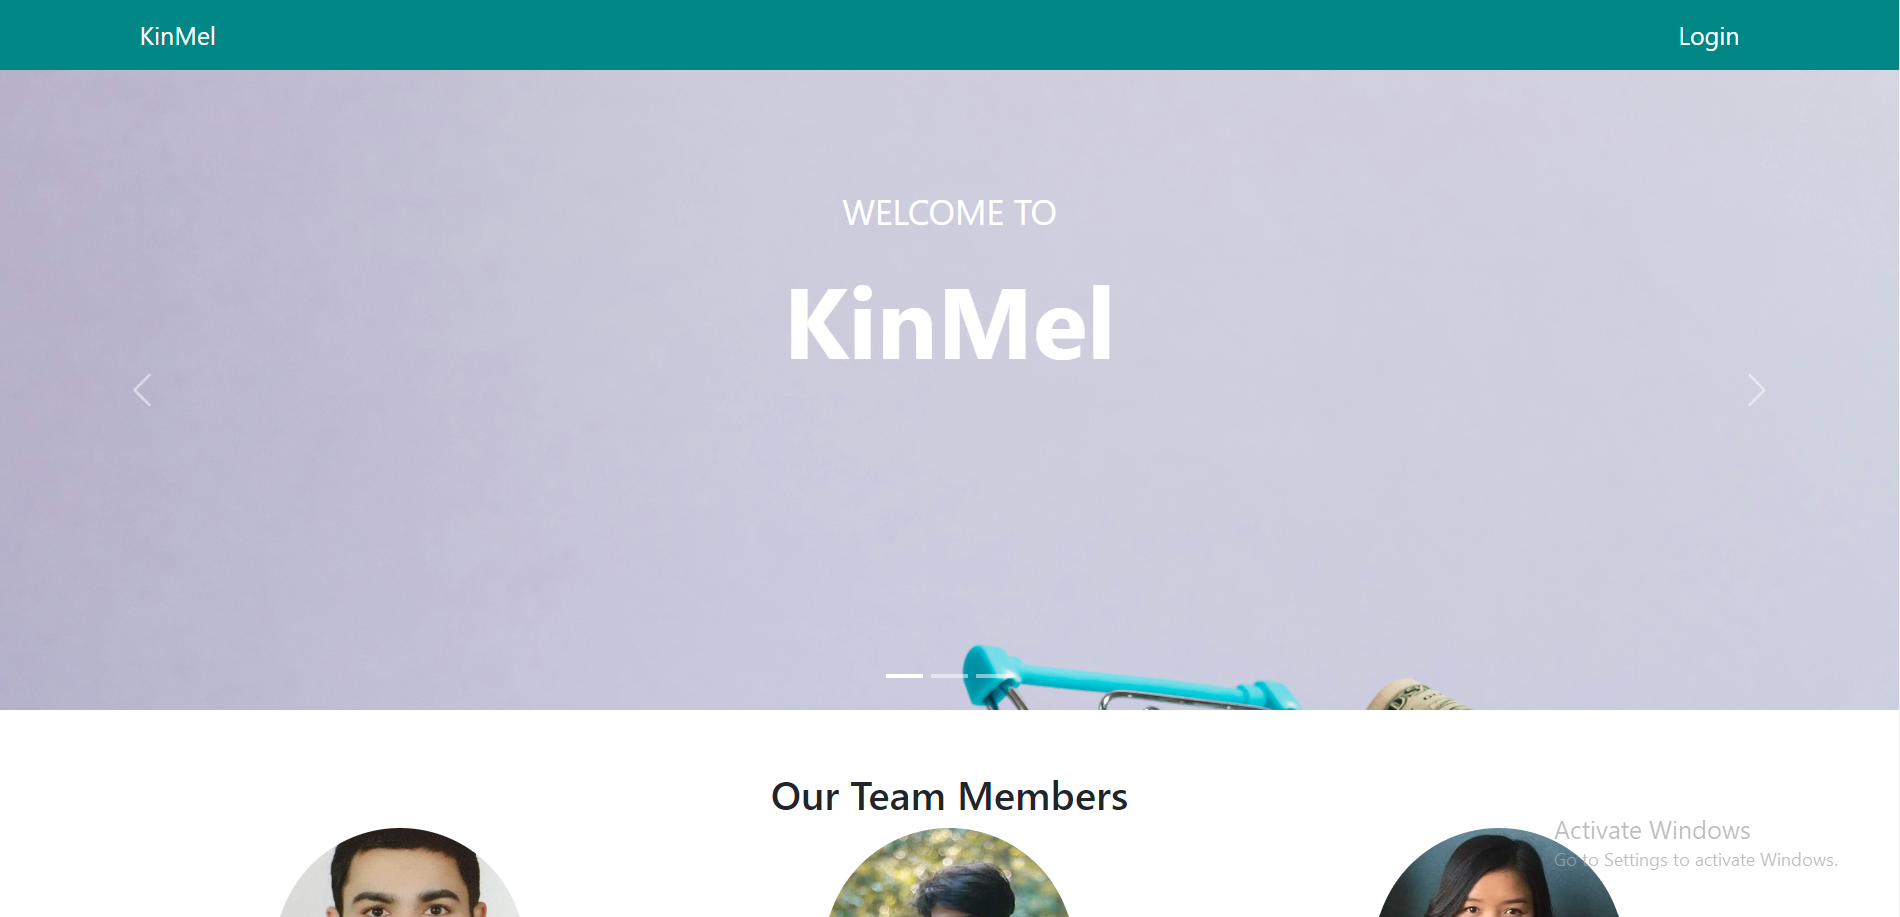 KinMel
Login
WELCOME TO
KinMel
Our Team Members
Activate Windows
Go to Settings to activate Windows.